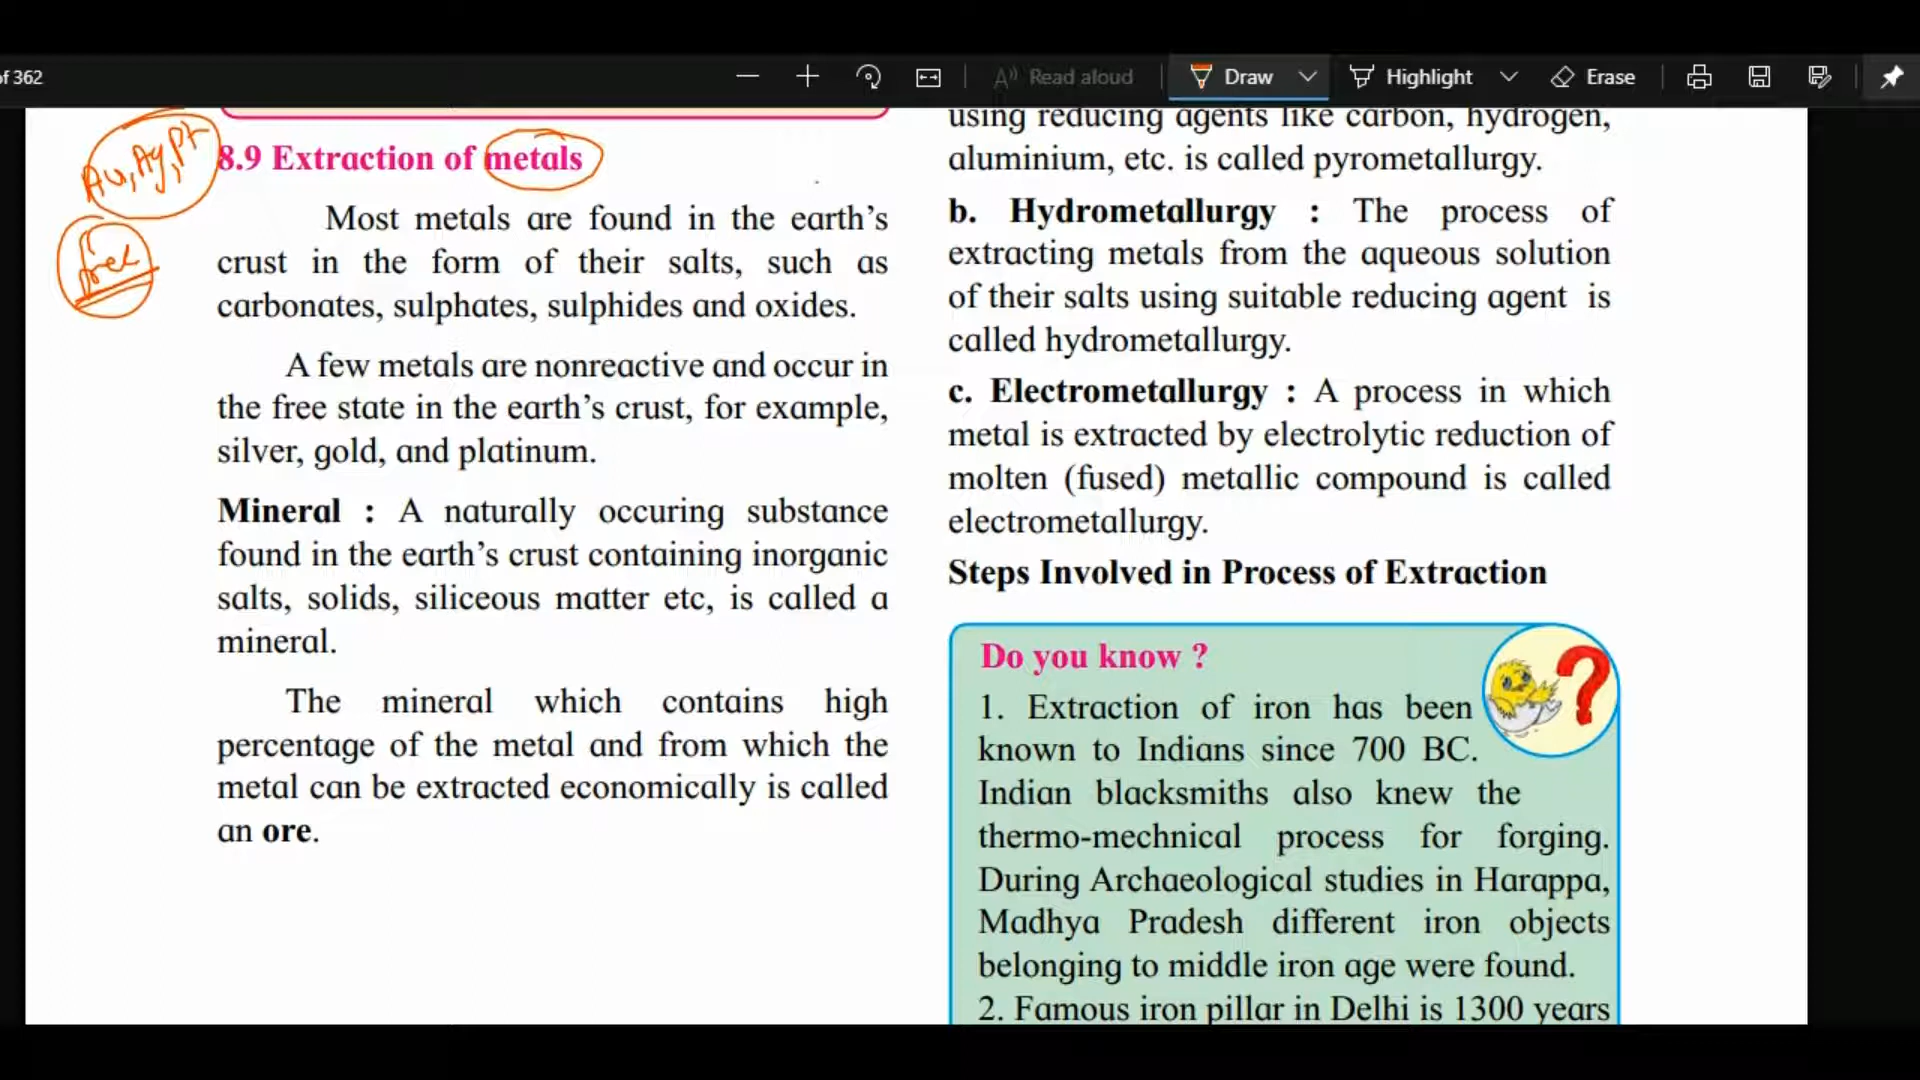 of 362
Read aloud
Draw
Highlight
Erase
Au, Ag, Pt
free
8.9 Extraction of metals
Most metals are found in the earth’s
crust in the form of their salts, such as
carbonates, sulphates, sulphides and oxides.
A few metals are nonreactive and occur in
the free state in the earth’s crust, for example,
silver, gold, and platinum.
Mineral : A naturally occuring substance
found in the earth’s crust containing inorganic
salts, solids, siliceous matter etc, is called a
mineral.
The mineral which contains high
percentage of the metal and from which the
metal can be extracted economically is called
an ore.
using reducing agents like carbon, hydrogen,
aluminium, etc. is called pyrometallurgy.
b. Hydrometallurgy : The process of
extracting metals from the aqueous solution
of their salts using suitable reducing agent is
called hydrometallurgy.
c. Electrometallurgy : A process in which
metal is extracted by electrolytic reduction of
molten (fused) metallic compound is called
electrometallurgy.
Steps Involved in Process of Extraction
Do you know ?
1. Extraction of iron has been
known to Indians since 700 BC.
Indian blacksmiths also knew the
thermo-mechnical process for forging.
During Archaeological studies in Harappa,
Madhya Pradesh different iron objects
belonging to middle iron age were found.
2. Famous iron pillar in Delhi is 1300 years